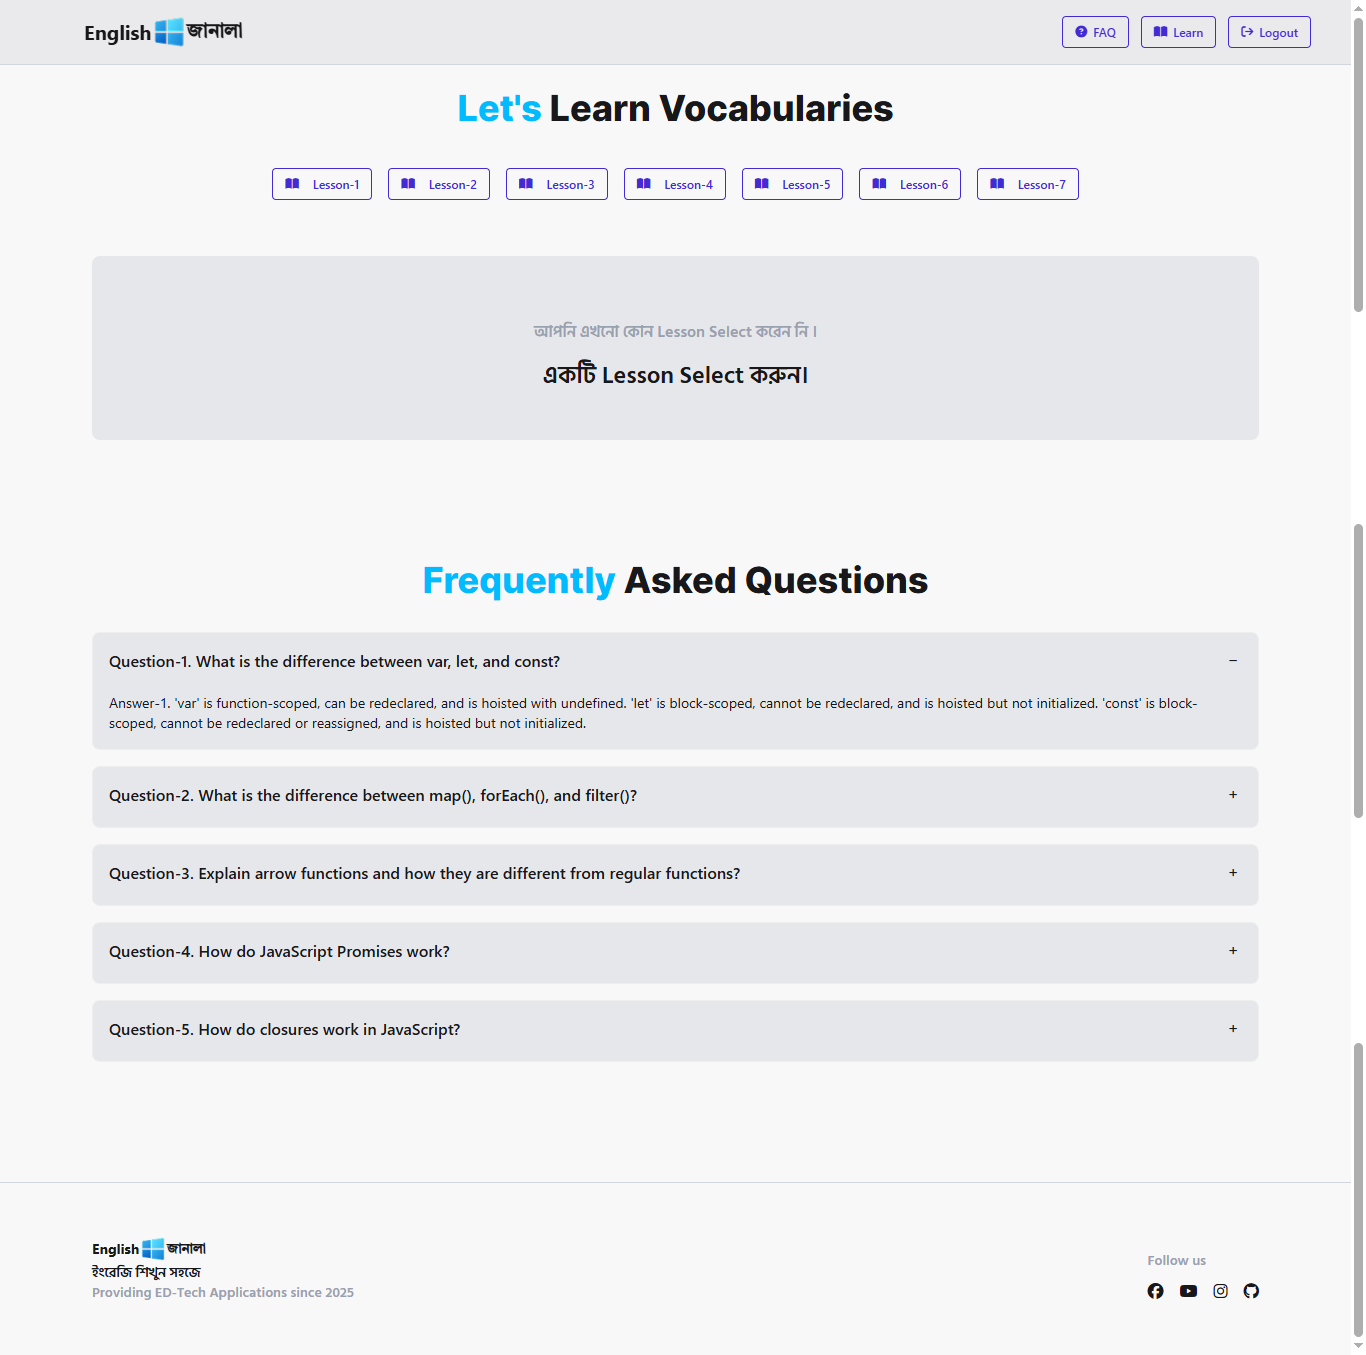 English জানালা
FAQ
Learn
Logout
Let's Learn Vocabularies
Lesson-1
Lesson-2
Lesson-3
Lesson-4
Lesson-5
Lesson-6
Lesson-7
আপনি এখনো কোন Lesson Select করেন নি ।
একটি Lesson Select করুন।
Frequently Asked Questions
Question-1. What is the difference between var, let, and const?
Answer-1. 'var' is function-scoped, can be redeclared, and is hoisted with undefined. 'let' is block-scoped, cannot be redeclared, and is hoisted but not initialized. 'const' is block-
scoped, cannot be redeclared or reassigned, and is hoisted but not initialized.
Question-2. What is the difference between map(), forEach(), and filter()?
Question-3. Explain arrow functions and how they are different from regular functions?
Question-4. How do JavaScript Promises work?
Question-5. How do closures work in JavaScript?
English জানালা
ইংরেজি শিখুন সহজে
Providing ED-Tech Applications since 2025
Follow us